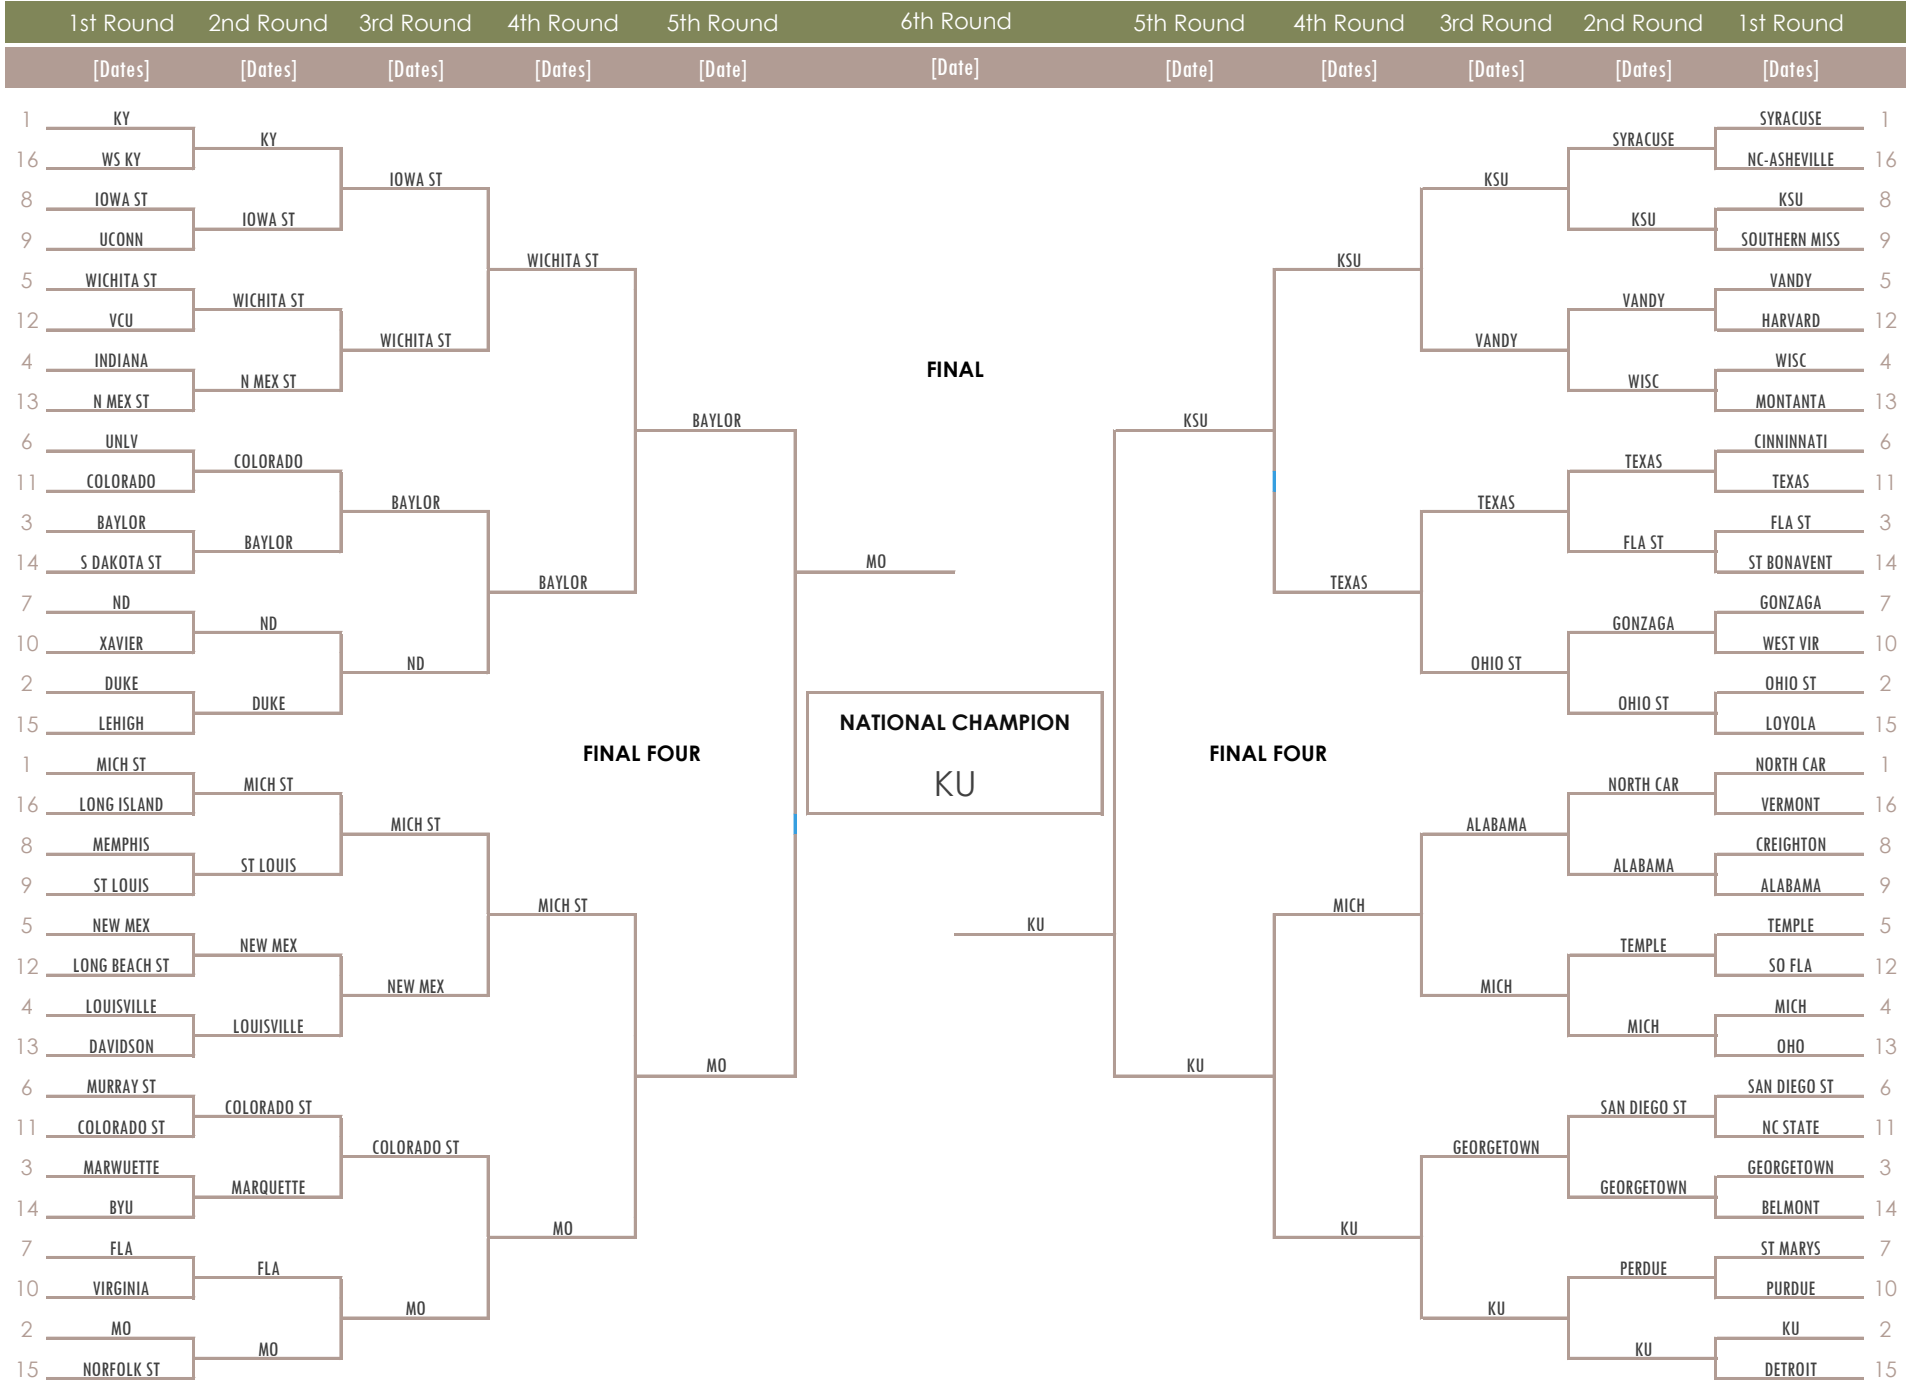 1st Round 2nd Round 3rd Round 4th Round 5th Round 6th Round 5th Round 4th Round 3rd Round 2nd Round 1st Round
[Dates] [Dates] [Dates] [Dates] [Date] [Date] [Date] [Dates] [Dates] [Dates] [Dates]
1 KY SYRACUSE 1
KY SYRACUSE
16 WS KY NC-ASHEVILLE 16
IOWA ST KSU
8 IOWA ST KSU 8
IOWA ST KSU
9 UCONN SOUTHERN MISS 9
WICHITA ST KSU
5 WICHITA ST VANDY 5
WICHITA ST VANDY
12 VCU HARVARD 12
WICHITA ST VANDY
4 INDIANA WISC 4
FINAL
N MEX ST WISC
13 N MEX ST MONTANTA 13
BAYLOR KSU
6 UNLV CINNINNATI 6
COLORADO TEXAS
11 COLORADO TEXAS 11
BAYLOR TEXAS
3 BAYLOR FLA ST 3
BAYLOR FLA ST
14 S DAKOTA ST MO ST BONAVENT 14
BAYLOR TEXAS
7 ND GONZAGA 7
ND GONZAGA
10 XAVIER WEST VIR 10
ND OHIO ST
2 DUKE OHIO ST 2
DUKE OHIO ST
15 LEHIGH NATIONAL CHAMPION LOYOLA 15
FINAL FOUR FINAL FOUR
1 MICH ST NORTH CAR 1
MICH ST KU NORTH CAR
16 LONG ISLAND VERMONT 16
MICH ST ALABAMA
8 MEMPHIS CREIGHTON 8
ST LOUIS ALABAMA
9 ST LOUIS ALABAMA 9
MICH ST MICH
5 NEW MEX KU TEMPLE 5
NEW MEX TEMPLE
12 LONG BEACH ST SO FLA 12
NEW MEX MICH
4 LOUISVILLE MICH 4
LOUISVILLE MICH
13 DAVIDSON OHO 13
MO KU
6 MURRAY ST SAN DIEGO ST 6
COLORADO ST SAN DIEGO ST
11 COLORADO ST NC STATE 11
COLORADO ST GEORGETOWN
3 MARWUETTE GEORGETOWN 3
MARQUETTE GEORGETOWN
14 BYU BELMONT 14
MO KU
7 FLA ST MARYS 7
FLA PERDUE
10 VIRGINIA PURDUE 10
MO KU
2 MO KU 2
MO KU
15 NORFOLK ST DETROIT 15